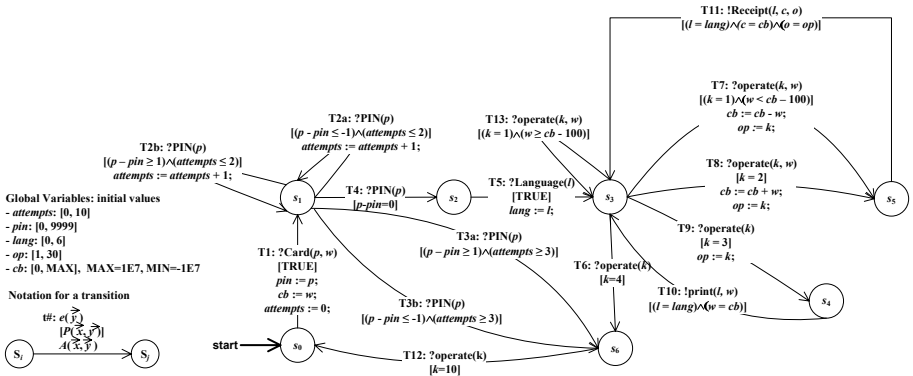 T11: !Receipt(l, c, o)
[(l = lang)∧(c = cb)∧(o = op)]
T7: ?operate(k, w)
[(k = 1)∧(w < cb – 100)]
cb := cb - w;
op := k;
T2a: ?PIN(p)
[(p - pin ≤ -1)∧(attempts ≤ 2)]
attempts := attempts + 1;
T13: ?operate(k, w)
[(k = 1)∧(w ≥ cb - 100)]
T2b: ?PIN(p)
[(p – pin ≥ 1)∧(attempts ≤ 2)]
attempts := attempts + 1;
T8: ?operate(k, w)
[k = 2]
cb := cb + w;
op := k;
T4: ?PIN(p)
[p-pin=0]
T5: ?Language(l)
[TRUE]
lang := l;
s1
s2
s3
s5
Global Variables: initial values
- attempts: [0, 10]
- pin: [0, 9999]
- lang: [0, 6]
- op: [1, 30]
- cb: [0, MAX], MAX=1E7, MIN=-1E7
T3a: ?PIN(p)
[(p – pin ≥ 1)∧(attempts ≥ 3)]
T9: ?operate(k)
[k = 3]
op := k;
T1: ?Card(p, w)
[TRUE]
pin := p;
cb := w;
attempts := 0;
T6: ?operate(k)
[k=4]
T10: !print(l, w)
[(l = lang)∧(w = cb)]
s4
T3b: ?PIN(p)
[(p - pin ≤ -1)∧(attempts ≥ 3)]
Notation for a transition
t#: e(y)
[P(x, y)]
A(x, y)
Si
Sj
start
s0
s6
T12: ?operate(k)
[k=10]